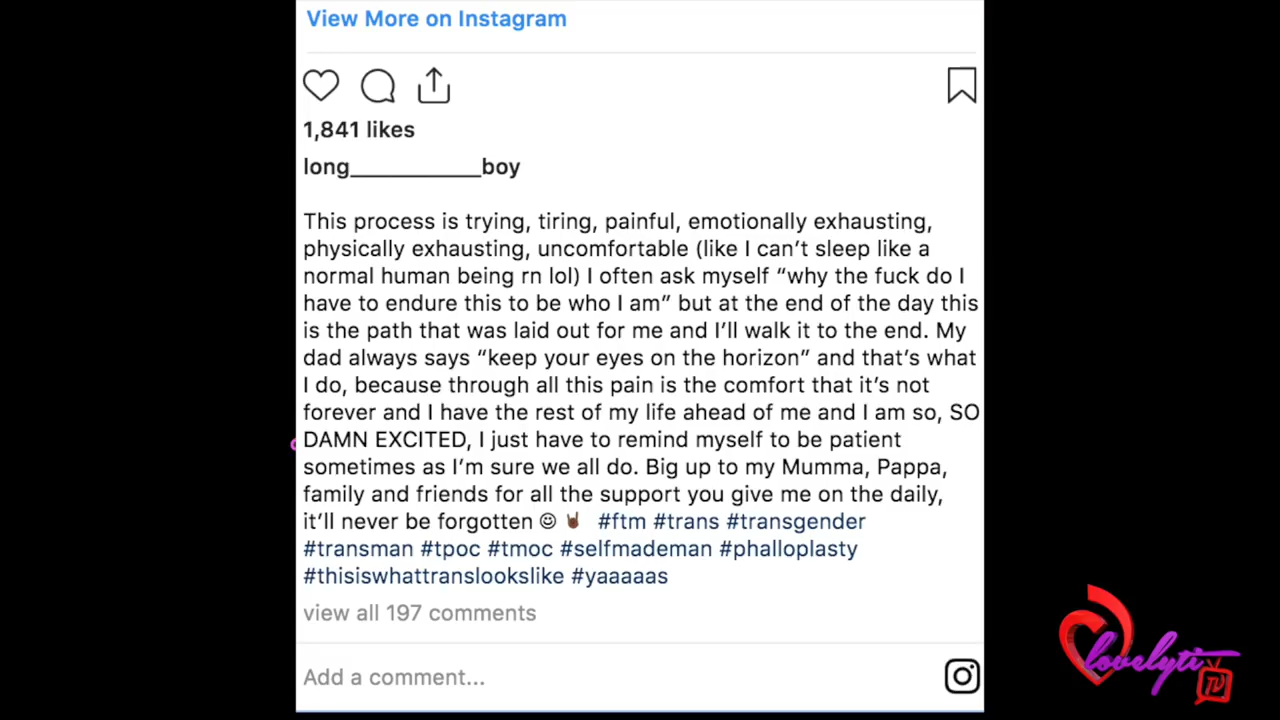 View More on Instagram
1,841 likes
long____________boy
This process is trying, tiring, painful, emotionally exhausting,
physically exhausting, uncomfortable (like I can't sleep like a
normal human being rn lol) I often ask myself “why the fuck do I
have to endure this to be who I am” but at the end of the day this
is the path that was laid out for me and I'll walk it to the end. My
dad always says “keep your eyes on the horizon” and that's what
I do, because through all this pain is the comfort that it's not
forever and I have the rest of my life ahead of me and I am so, SO
DAMN EXCITED, I just have to remind myself to be patient
sometimes as I'm sure we all do. Big up to my Mumma, Pappa,
family and friends for all the support you give me on the daily,
it'll never be forgotten ☺ 🤘🏿 #ftm #trans #transgender
#transman #tpoc #tmoc #selfmademan #phalloplasty
#thisiswhattranslookslike #yaaaaas
view all 197 comments
Add a comment...
lovelyti
TV